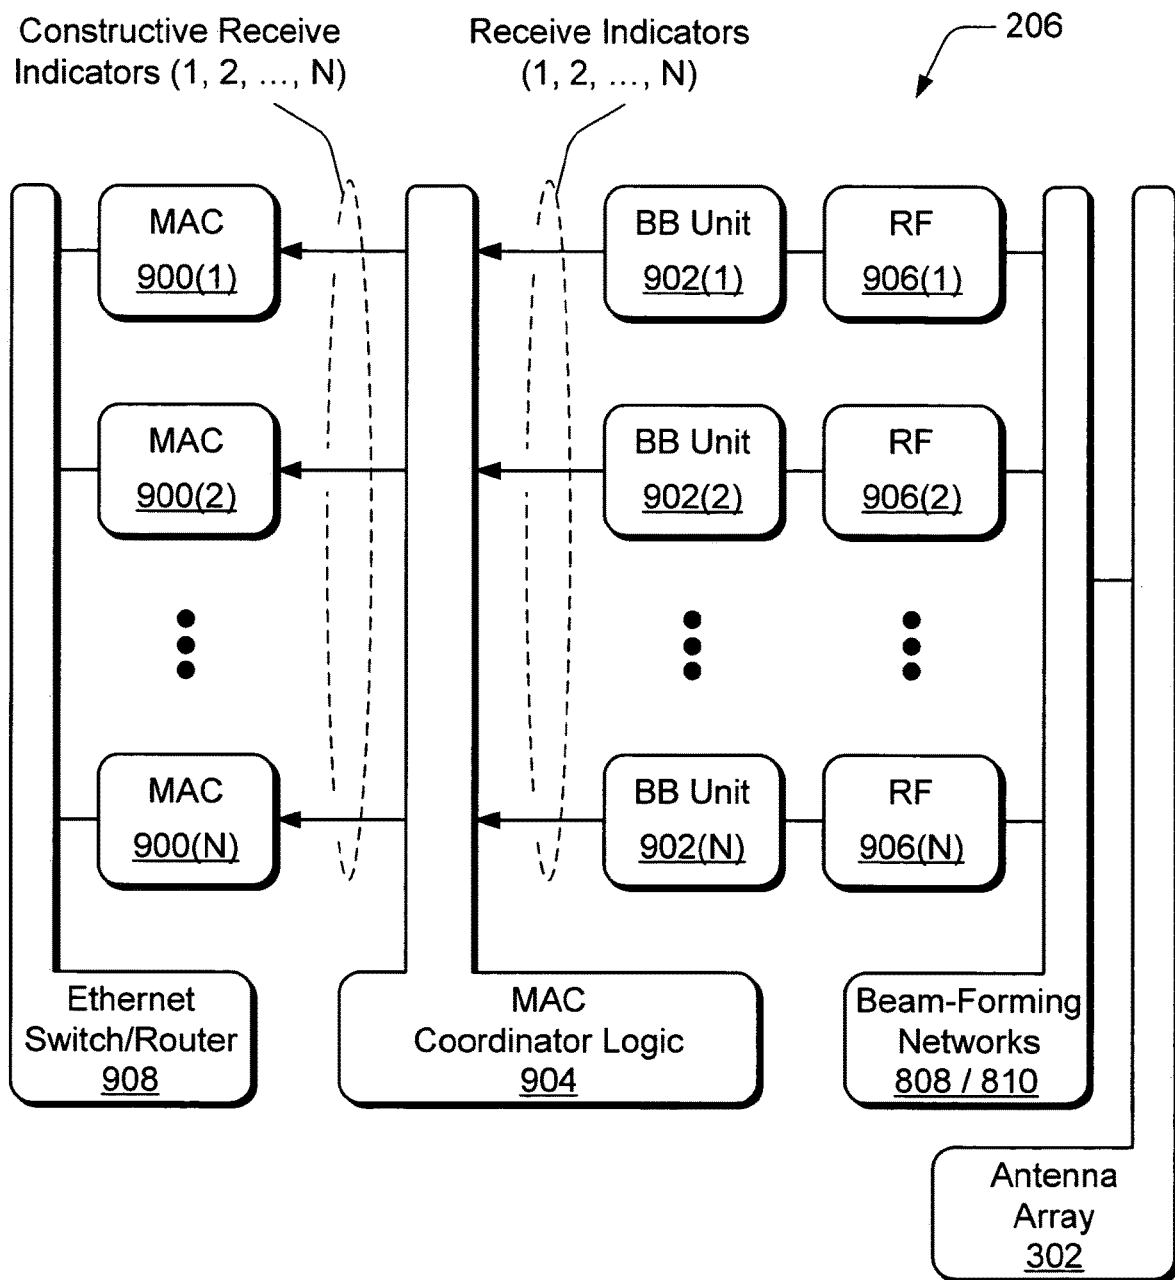 Constructive Receive
Indicators (1, 2, ..., N)
Receive Indicators
(1, 2, ..., N)
206
MAC
900(1)
BB Unit
902(1)
RF
906(1)
MAC
900(2)
BB Unit
902(2)
RF
906(2)
MAC
900(N)
BB Unit
902(N)
RF
906(N)
Ethernet
Switch/Router
908
MAC
Coordinator Logic
904
Beam-Forming
Networks
808 / 810
Antenna
Array
302